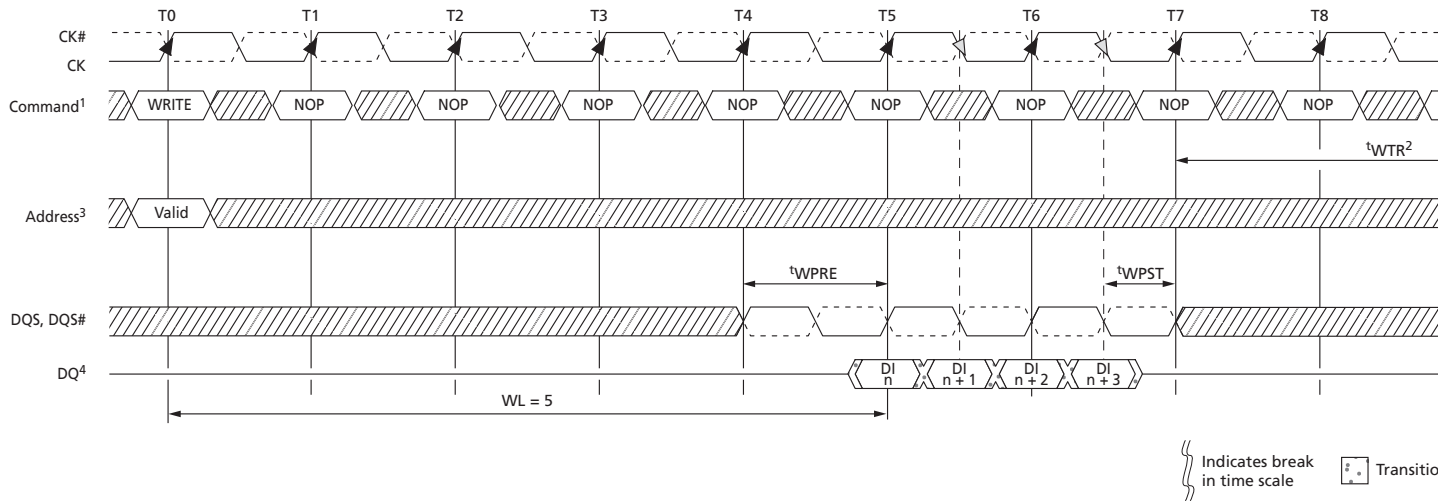 T0 T1 T2 T3 T4 T5 T6 T7 T8
CK#
CK
Command1 WRITE NOP NOP NOP NOP NOP NOP NOP NOP
tWTR2
Address3 Valid
tWPRE tWPST
DQS, DQS#
DQ4 DI n DI n + 1 DI n + 2 DI n + 3
WL = 5
Indicates break
in time scale
Transitio